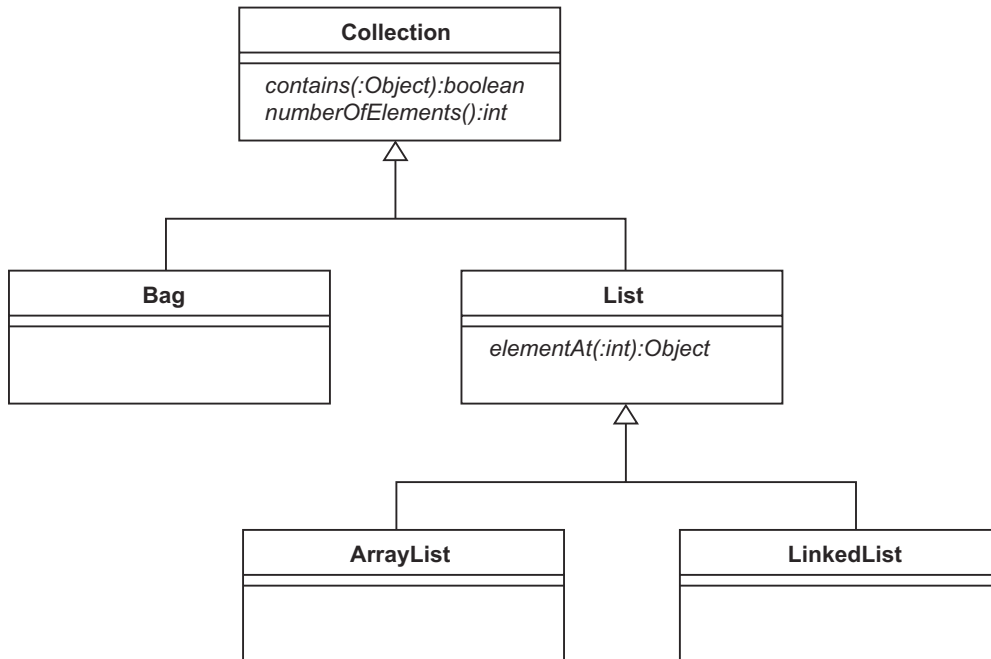 Collection
contains(:Object):boolean
numberOfElements():int
Bag
List
elementAt(:int):Object
ArrayList
LinkedList